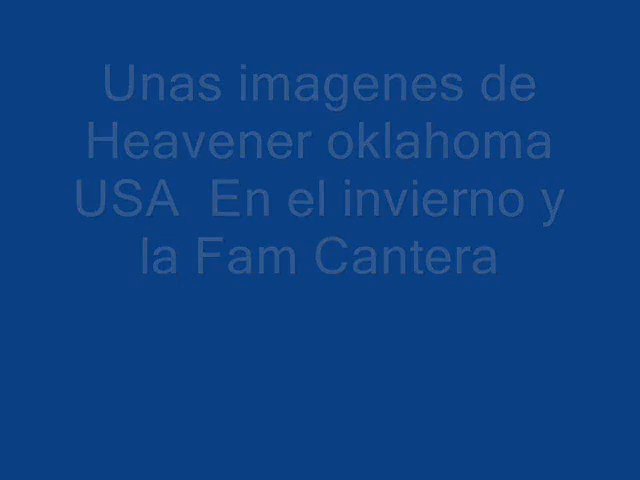 Unas imagenes de
Heavener oklahoma
USA  En el invierno y
la Fam Cantera